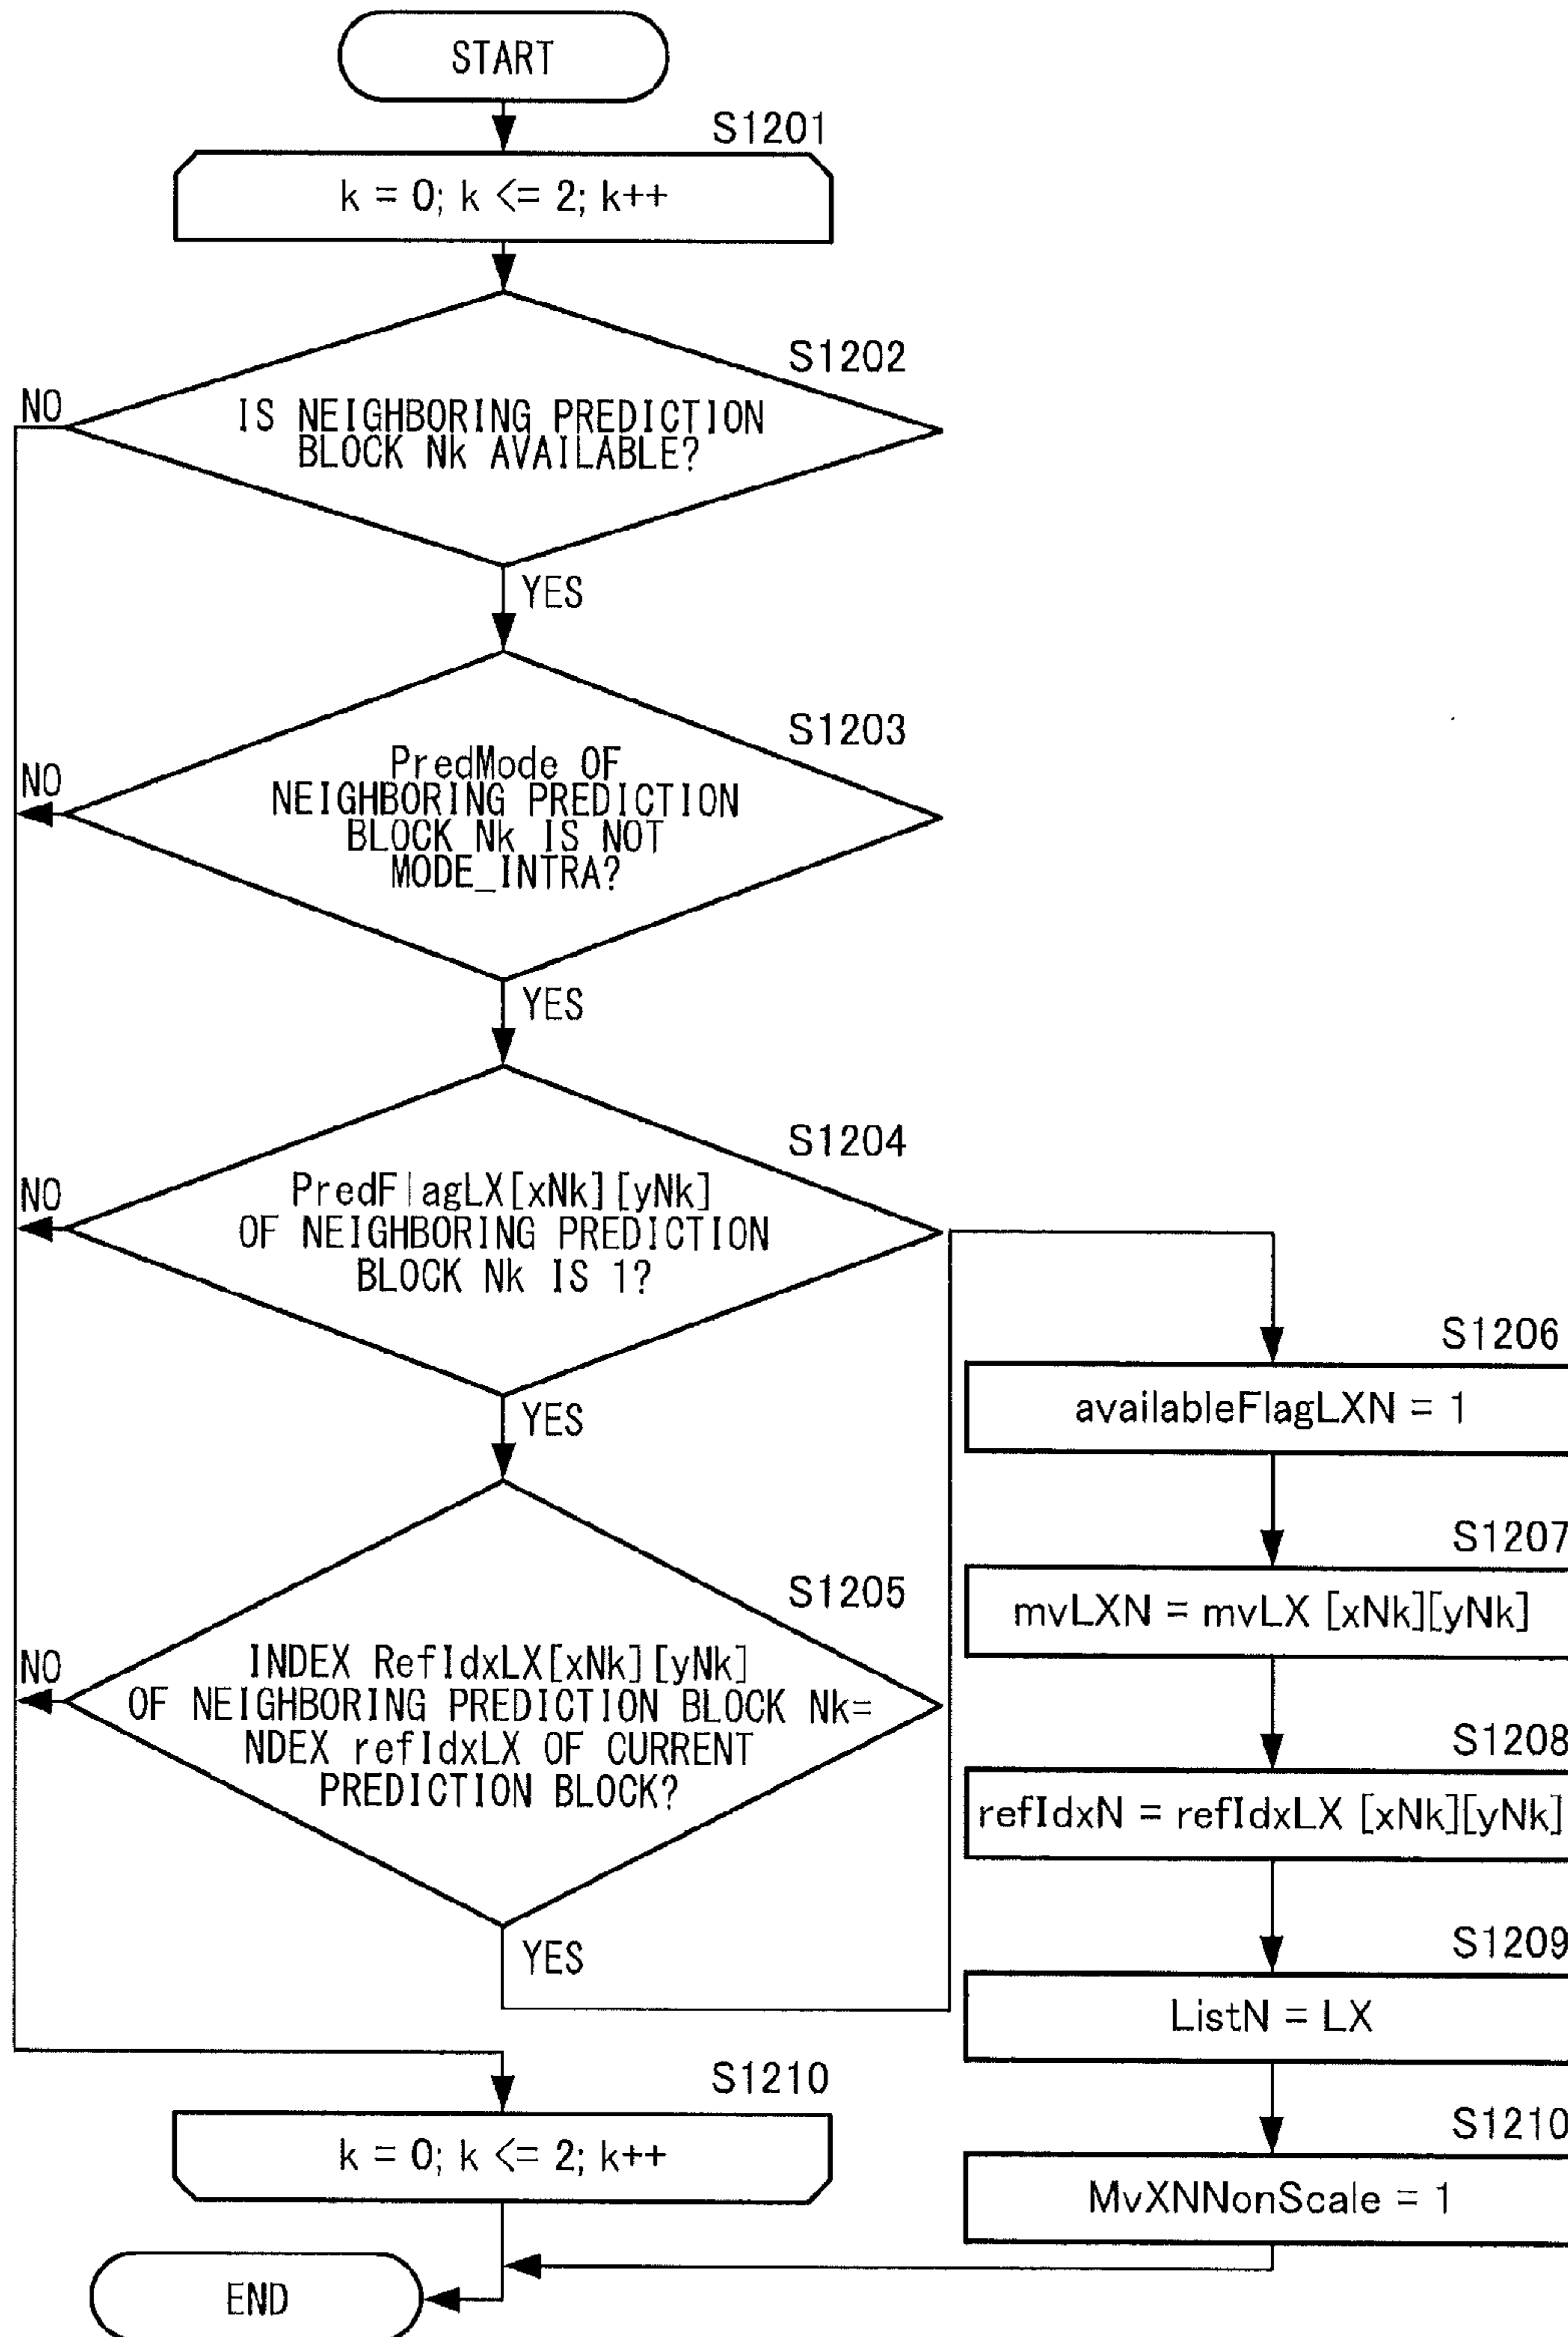 START
S1201
k = 0; k <= 2; k++
S1202
NO
IS NEIGHBORING PREDICTION
BLOCK Nk AVAILABLE?
YES
S1203
NO
PredMode OF
NEIGHBORING PREDICTION
BLOCK Nk IS NOT
MODE_INTRA?
YES
S1204
NO
PredFlagLX[xNk][yNk]
OF NEIGHBORING PREDICTION
BLOCK Nk IS 1?
YES
S1205
NO
INDEX RefIdxLX[xNk][yNk]
OF NEIGHBORING PREDICTION BLOCK Nk=
NDEX refIdxLX OF CURRENT
PREDICTION BLOCK?
YES
S1206
availableFlagLXN = 1
S1207
mvLXN = mvLX [xNk][yNk]
S1208
refIdxN = refIdxLX [xNk][yNk]
S1209
ListN = LX
S1210
MvXNNonScale = 1
S1210
k = 0; k <= 2; k++
END